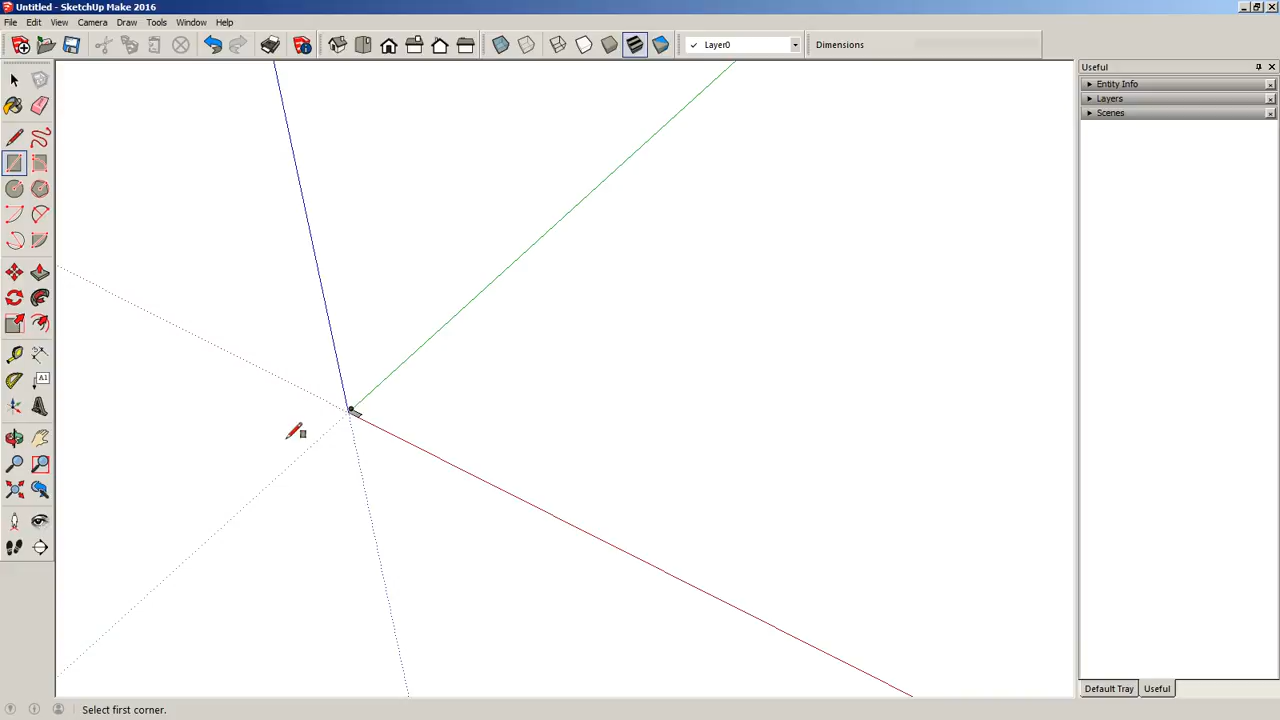 Untitled - SketchUp Make 2016
File Edit View Camera Draw Tools Window Help
Layer0
Dimensions
Useful
Entity Info
Layers
Scenes
A1
Default Tray Useful
Select first corner.